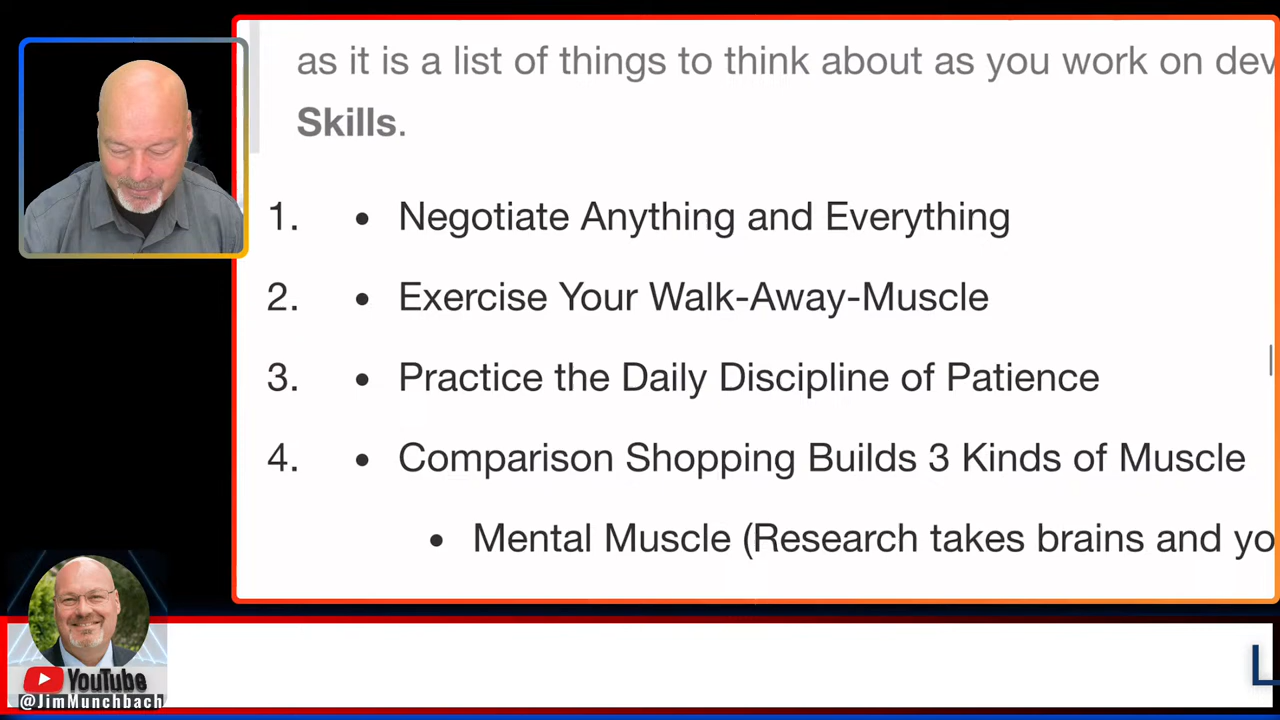 as it is a list of things to think about as you work on dev
Skills.
1. • Negotiate Anything and Everything
2. • Exercise Your Walk-Away-Muscle
3. • Practice the Daily Discipline of Patience
4. • Comparison Shopping Builds 3 Kinds of Muscle
• Mental Muscle (Research takes brains and yo
YouTube
@JimMunchbach
L